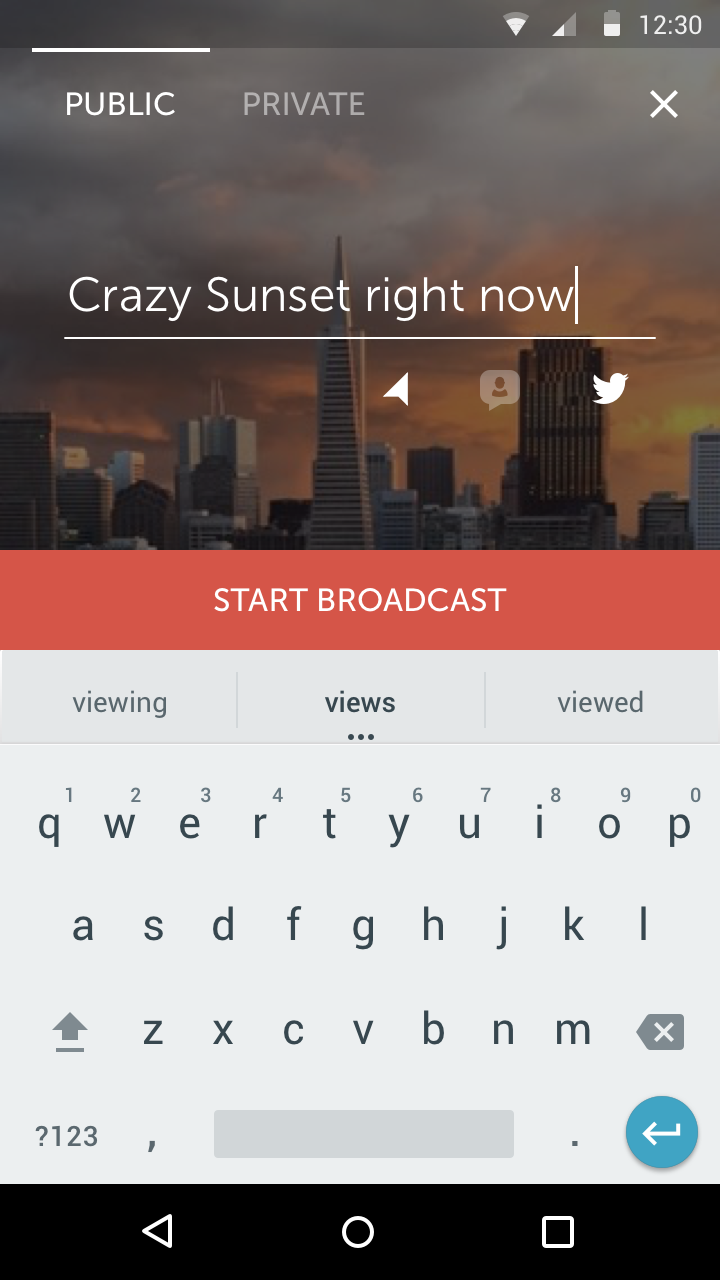 12:30
PUBLIC PRIVATE
Crazy Sunset right now
START BROADCAST
viewing views viewed
1 2 3 4 5 6 7 8 9 0
q w e r t y u i o p
a s d f g h j k l
z x c v b n m
?123 , .